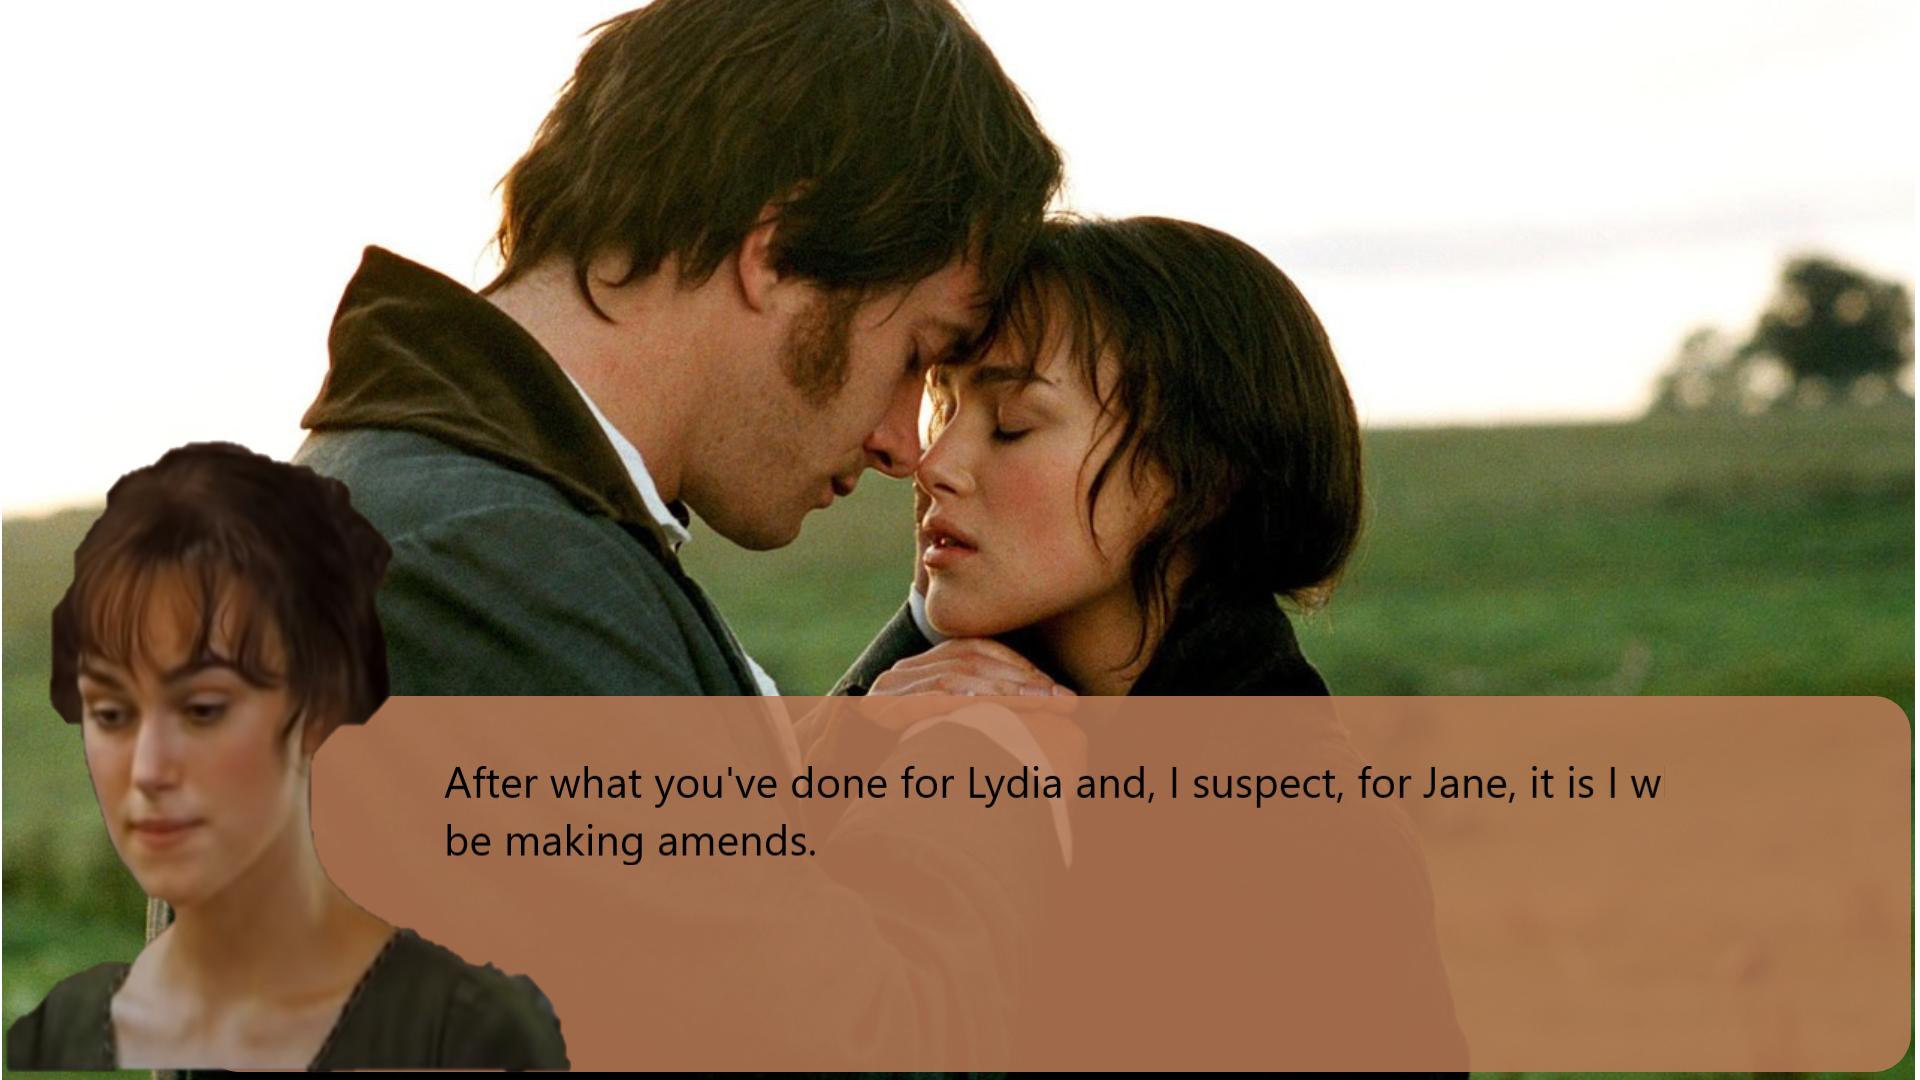 After what you've done for Lydia and, I suspect, for Jane, it is I w
be making amends.